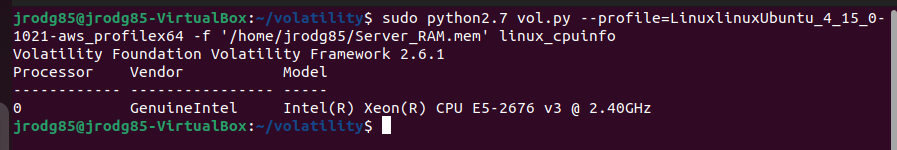 jrodg85@jrodg85-VirtualBox:~/volatility$ sudo python2.7 vol.py --profile=LinuxlinuxUbuntu_4_15_0-
1021-aws_profilex64 -f '/home/jrodg85/Server_RAM.mem' linux_cpuinfo
Volatility Foundation Volatility Framework 2.6.1
Processor    Vendor           Model
------------ ---------------- -----
0            GenuineIntel     Intel(R) Xeon(R) CPU E5-2676 v3 @ 2.40GHz
jrodg85@jrodg85-VirtualBox:~/volatility$